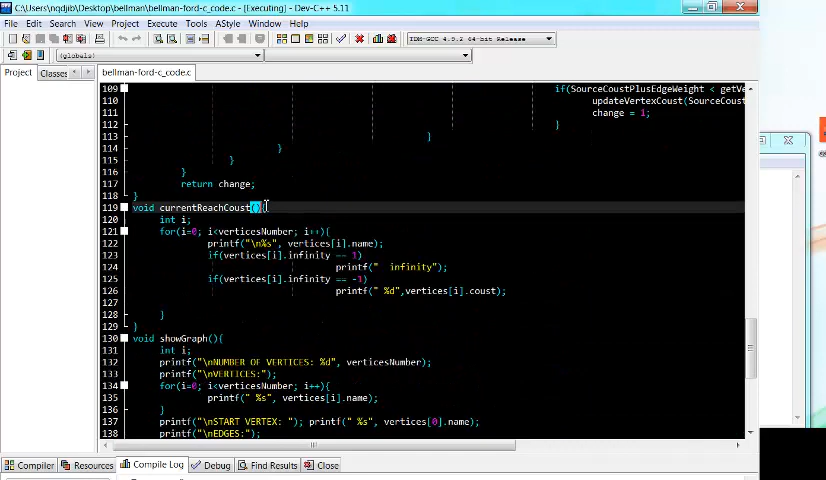 C:\Users\nqdjib\Desktop\bellman\bellman-ford-c_code.c - [Executing] - Dev-C++ 5.11
File Edit Search View Project Execute Tools AStyle Window Help
TDM-GCC 4.9.2 64-bit Release
(globals)
Project Classes bellman-ford-c_code.c
109 if(SourceCoustPlusEdgeWeight < getVe
110 updateVertexCoust(SourceCoust
111 change = 1;
112 }
113 }
114 }
115 }
116 }
117 return change;
118 }
119 void currentReachCoust(){
120 int i;
121 for(i=0; i<verticesNumber; i++){
122 printf("\n%s", vertices[i].name);
123 if(vertices[i].infinity == 1)
124 printf("  infinity");
125 if(vertices[i].infinity == -1)
126 printf(" %d",vertices[i].coust);
127
128 }
129 }
130 void showGraph(){
131 int i;
132 printf("\nNUMBER OF VERTICES: %d", verticesNumber);
133 printf("\nVERTICES:");
134 for(i=0; i<verticesNumber; i++){
135 printf(" %s", vertices[i].name);
136 }
137 printf("\nSTART VERTEX: "); printf(" %s", vertices[0].name);
138 printf("\nEDGES:");
Compiler Resources Compile Log Debug Find Results Close